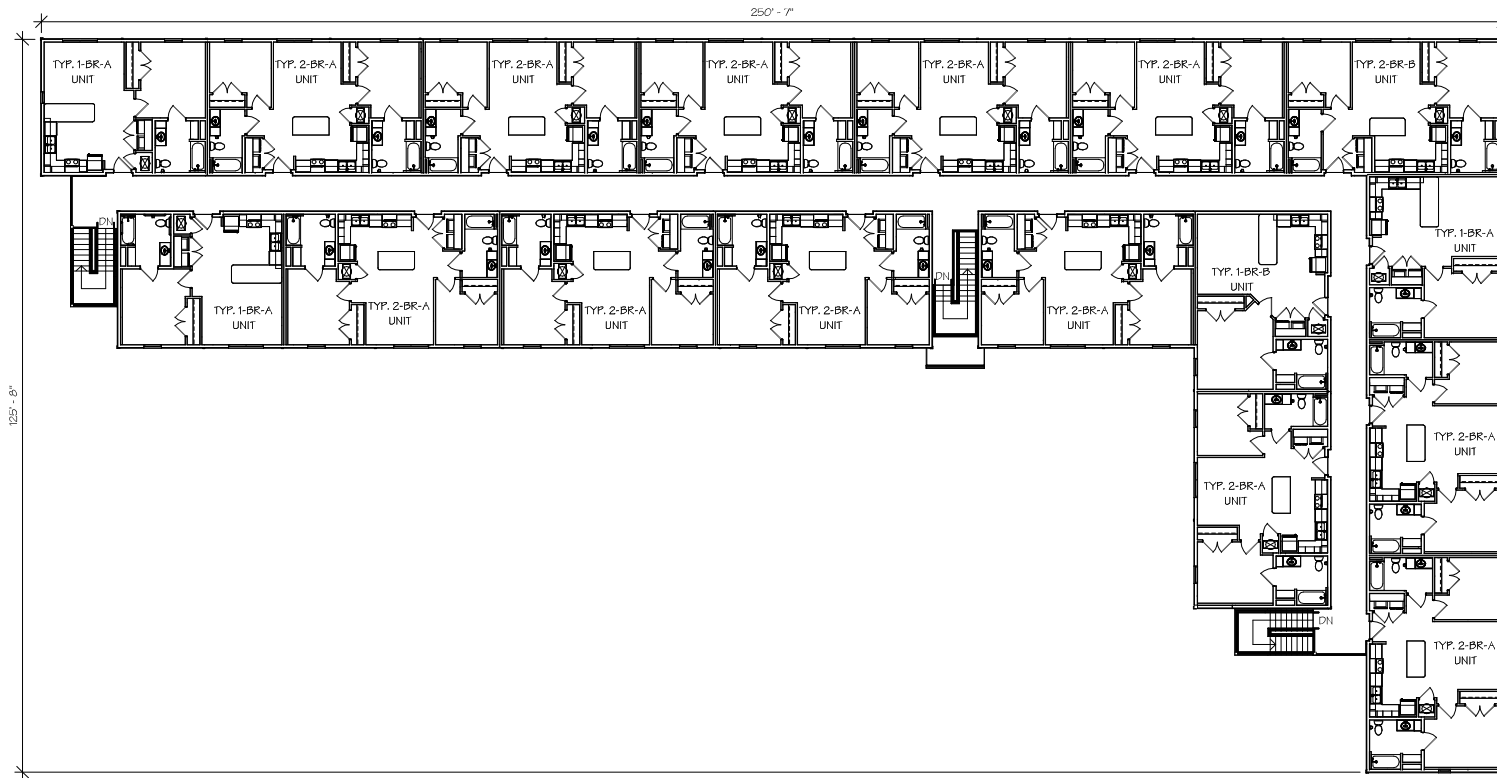 250' - 7"
TYP. 1-BR-A
UNIT
TYP. 2-BR-A
UNIT
TYP. 2-BR-A
UNIT
TYP. 2-BR-A
UNIT
TYP. 2-BR-A
UNIT
TYP. 2-BR-A
UNIT
TYP. 2-BR-B
UNIT
DN
TYP. 1-BR-A
UNIT
TYP. 2-BR-A
UNIT
TYP. 2-BR-A
UNIT
TYP. 2-BR-A
UNIT
DN
TYP. 2-BR-A
UNIT
TYP. 1-BR-B
UNIT
TYP. 1-BR-A
UNIT
125' - 8"
TYP. 2-BR-A
UNIT
TYP. 2-BR-A
UNIT
DN
TYP. 2-BR-A
UNIT